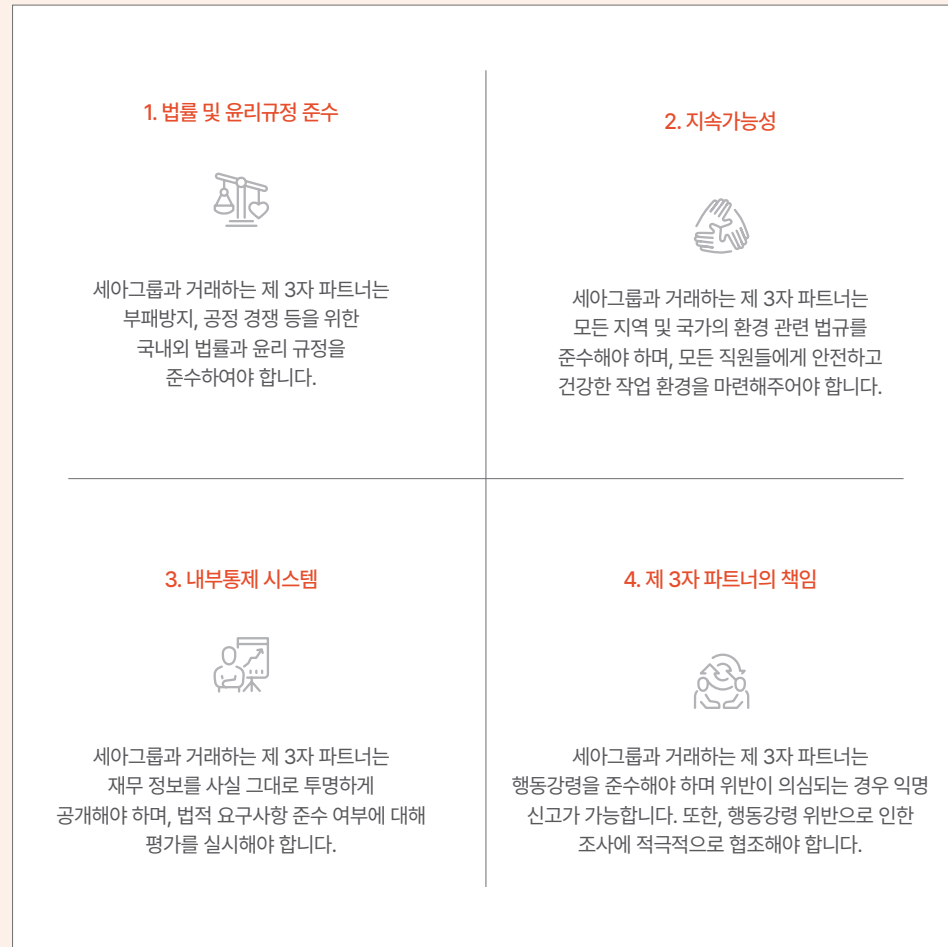 1. 법률 및 윤리규정 준수
세아그룹과 거래하는 제 3자 파트너는
부패방지, 공정 경쟁 등을 위한
국내외 법률과 윤리 규정을
준수하여야 합니다.
2. 지속가능성
세아그룹과 거래하는 제 3자 파트너는
모든 지역 및 국가의 환경 관련 법규를
준수해야 하며, 모든 직원들에게 안전하고
건강한 작업 환경을 마련해주어야 합니다.
3. 내부통제 시스템
세아그룹과 거래하는 제 3자 파트너는
재무 정보를 사실 그대로 투명하게
공개해야 하며, 법적 요구사항 준수 여부에 대해
평가를 실시해야 합니다.
4. 제 3자 파트너의 책임
세아그룹과 거래하는 제 3자 파트너는
행동강령을 준수해야 하며 위반이 의심되는 경우 익명
신고가 가능합니다. 또한, 행동강령 위반으로 인한
조사에 적극적으로 협조해야 합니다.